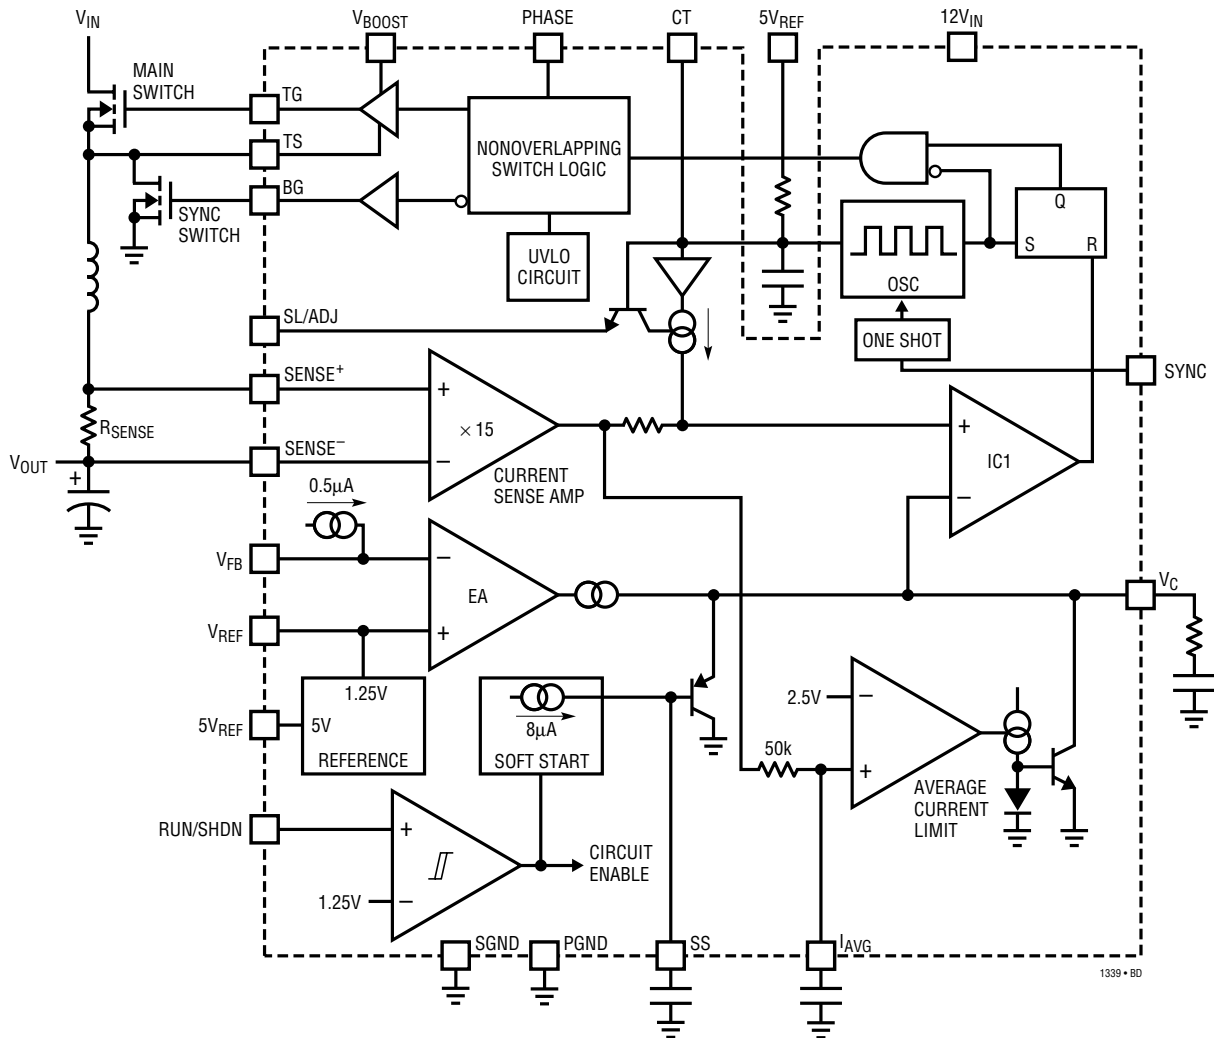 VIN
VBOOST
PHASE
CT
5VREF
12VIN
MAIN
SWITCH
TG
TS
BG
NONOVERLAPPING
SWITCH LOGIC
SYNC
SWITCH
UVLO
CIRCUIT
Q
S
R
OSC
ONE SHOT
SL/ADJ
SYNC
SENSE+
+
× 15
−
RSENSE
SENSE−
CURRENT
SENSE AMP
+
IC1
−
VOUT
+
0.5µA
VFB
−
EA
+
VREF
VC
1.25V
5V
REFERENCE
5VREF
8µA
SOFT START
2.5V
−
50k
+
AVERAGE
CURRENT
LIMIT
RUN/SHDN
+
1.25V
−
CIRCUIT
ENABLE
SGND
PGND
SS
IAVG
1339 • BD